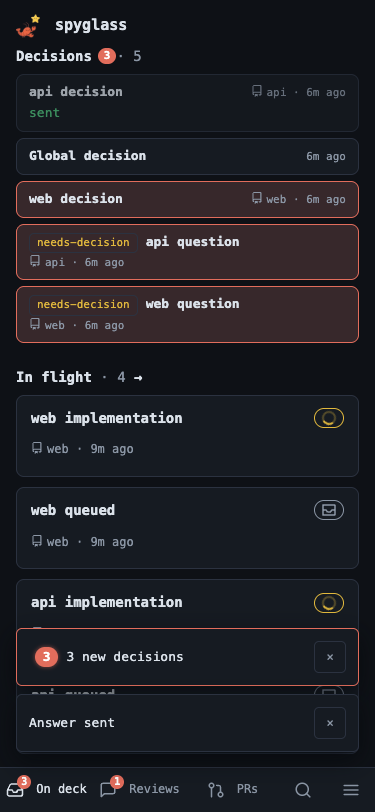 spyglass
Decisions 3 · 5
api decision api · 6m ago
sent
Global decision 6m ago
web decision web · 6m ago
needs-decision api question
api · 6m ago
needs-decision web question
web · 6m ago
In flight · 4 →
web implementation
web · 9m ago
web queued
web · 9m ago
api implementation
3 3 new decisions ×
api queued
Answer sent ×
3 On deck 1 Reviews PRs